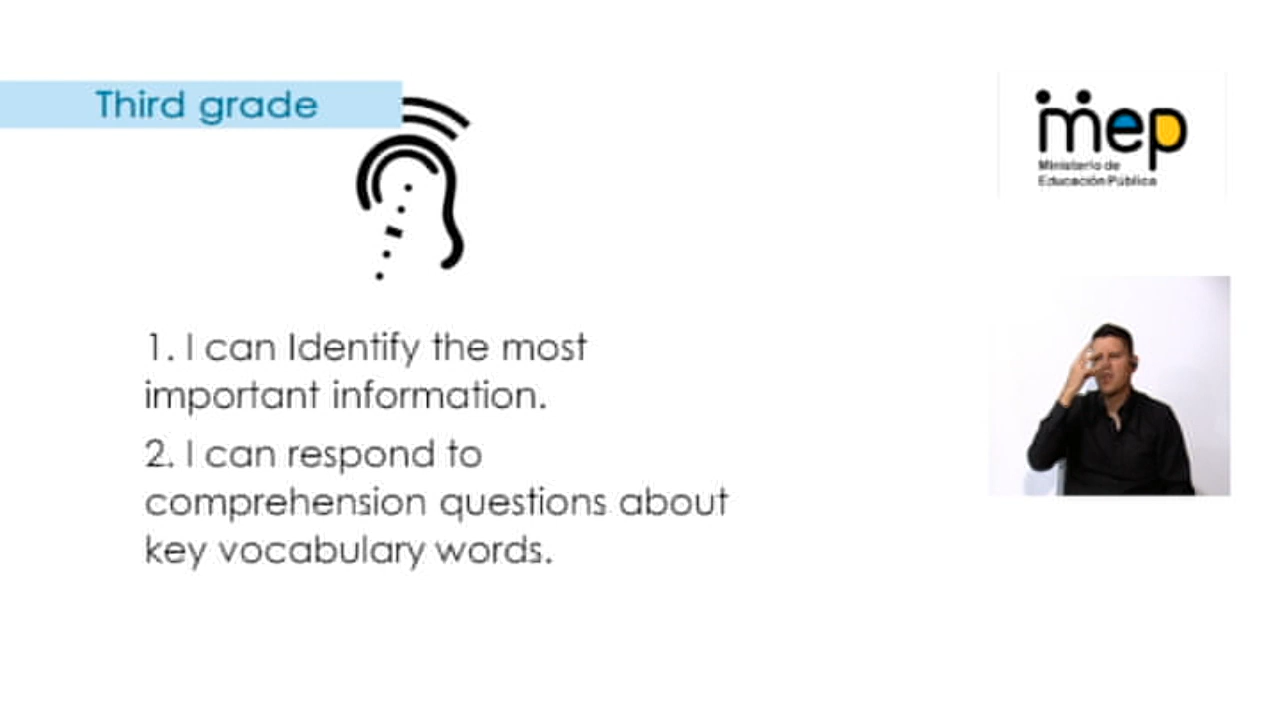 Third grade
mep
Ministerio de
Educación Pública
1. I can Identify the most
important information.
2. I can respond to
comprehension questions about
key vocabulary words.